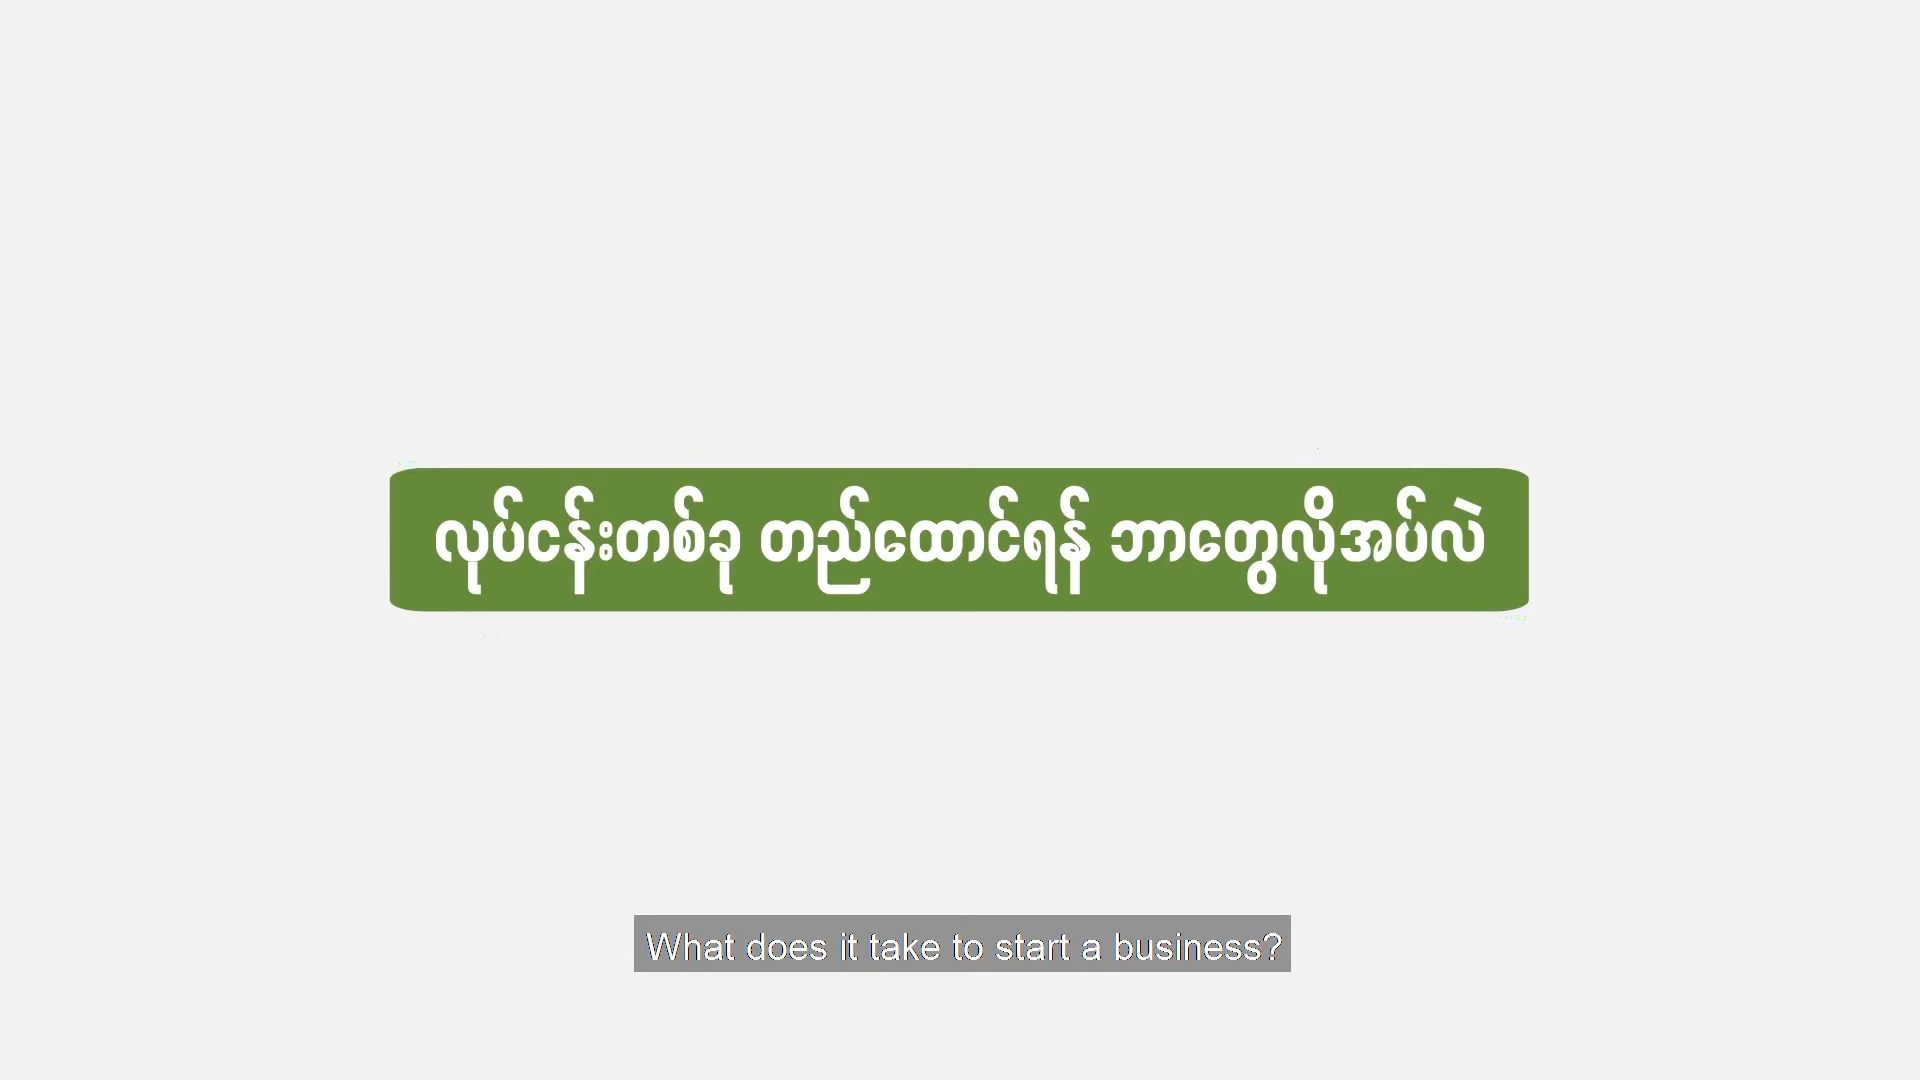 လုပ်ငန်းတစ်ခု တည်ထောင်ရန် ဘာတွေလိုအပ်လဲ
What does it take to start a business?